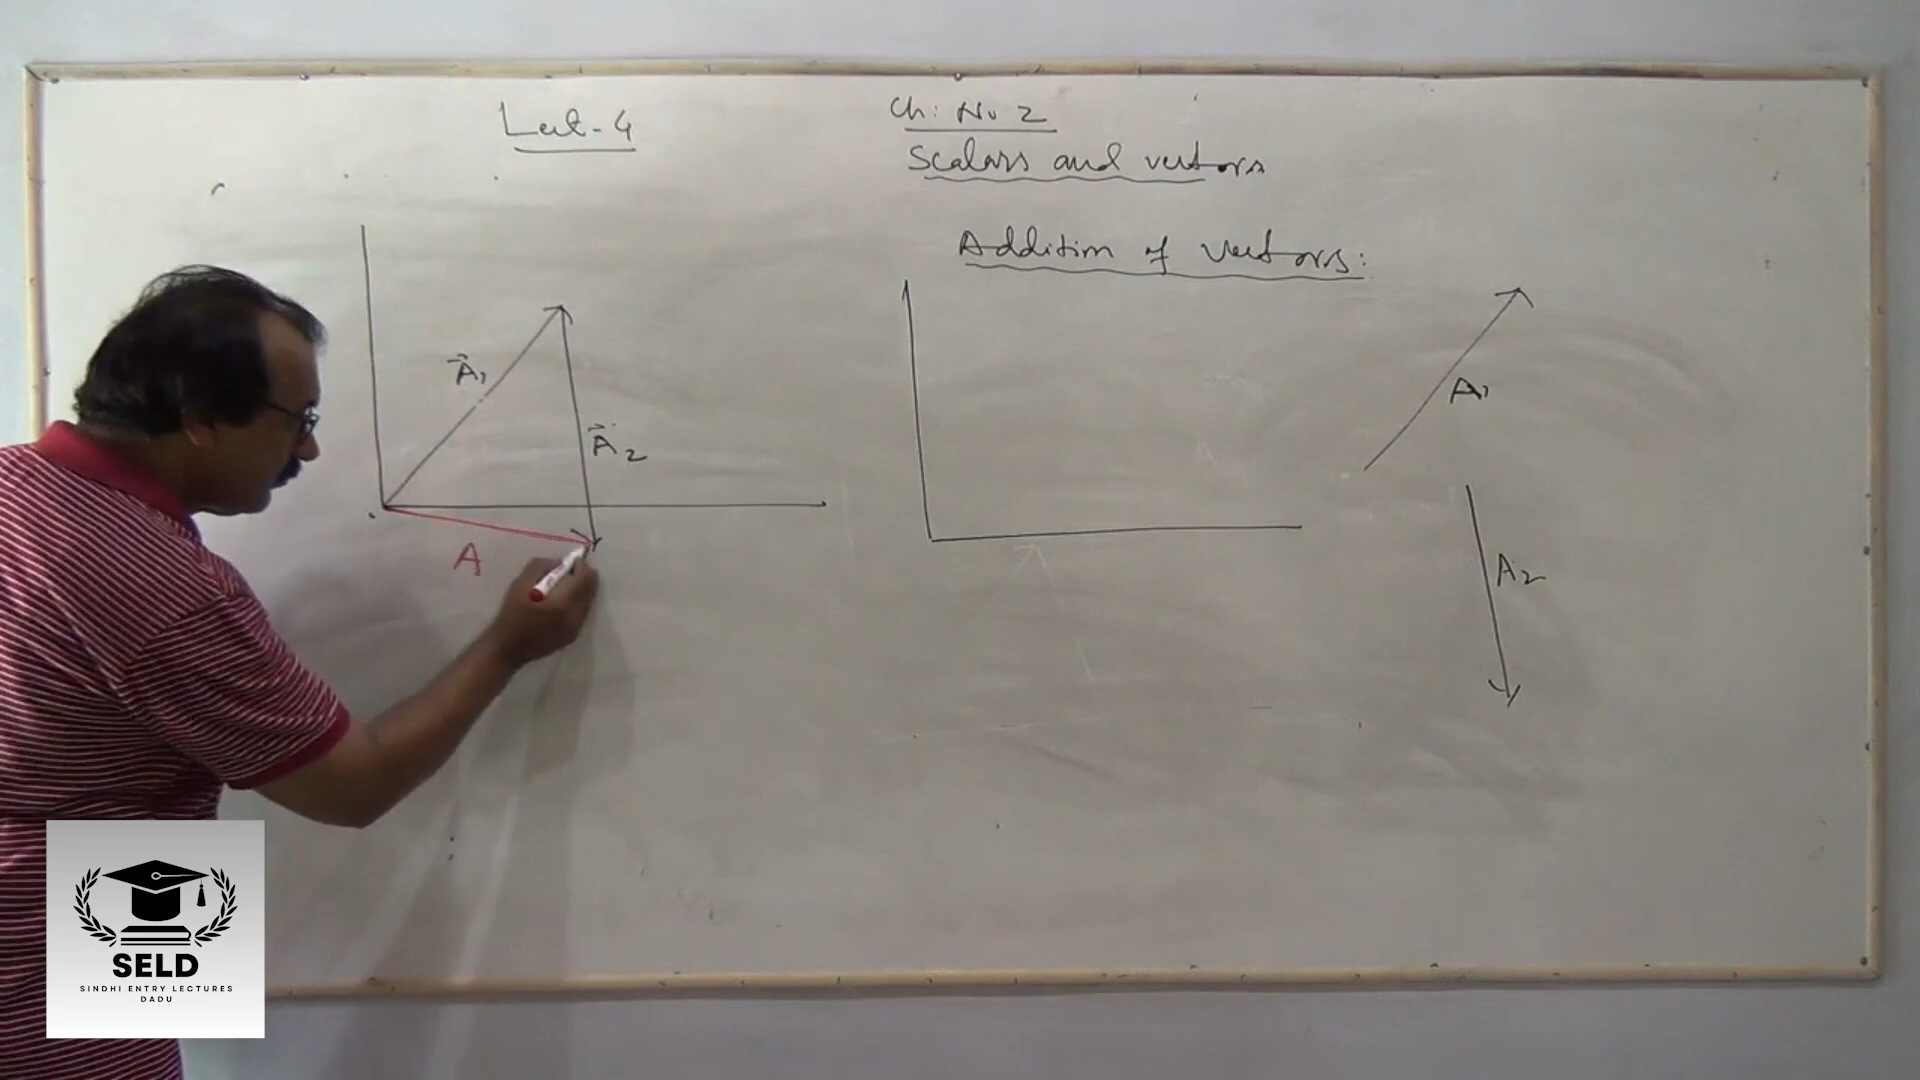 Lect-4
Ch: No 2
Scalars and vectors
Addition of vectors:
A₁
A₂
A
A₁
A₂
SELD
SINDHI ENTRY LECTURES
DADU